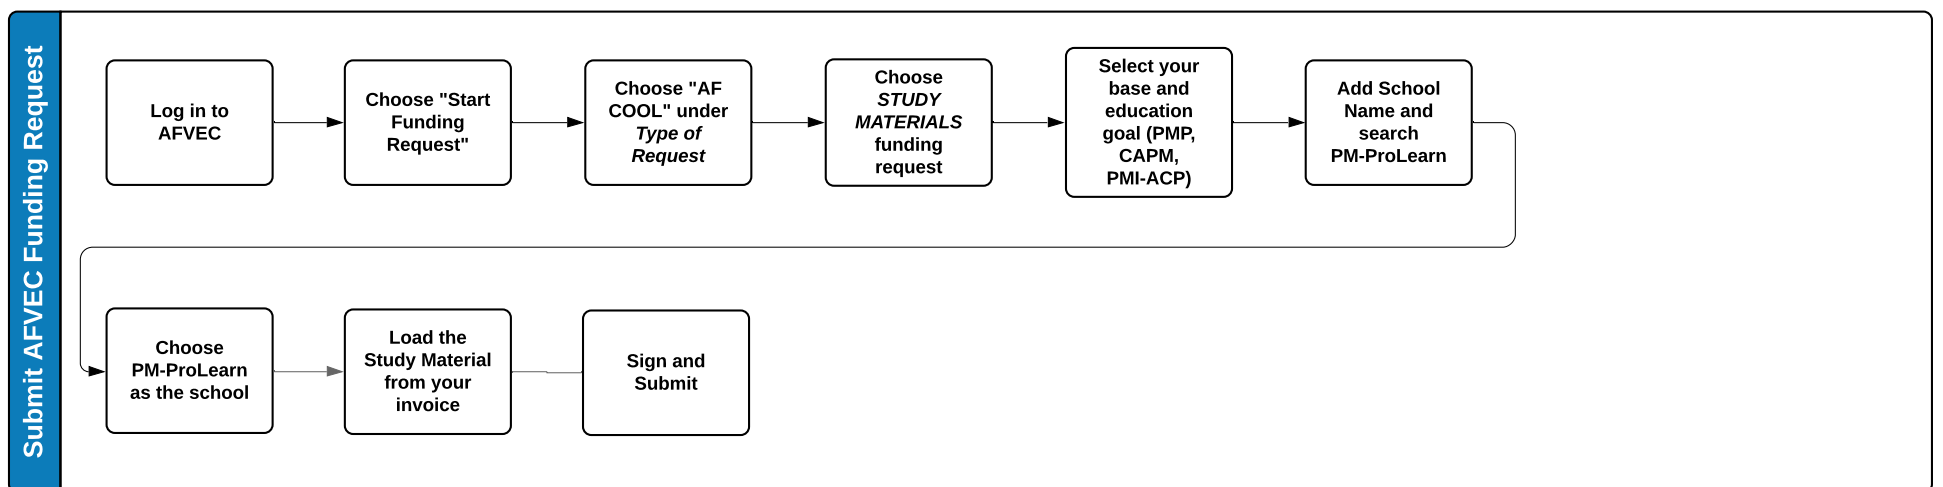 Submit AFVEC Funding Request
Log in to
AFVEC
Choose "Start
Funding
Request"
Choose "AF
COOL" under
Type of
Request
Choose
STUDY
MATERIALS
funding
request
Select your
base and
education
goal (PMP,
CAPM,
PMI-ACP)
Add School
Name and
search
PM-ProLearn
Choose
PM-ProLearn
as the school
Load the
Study Material
from your
invoice
Sign and
Submit